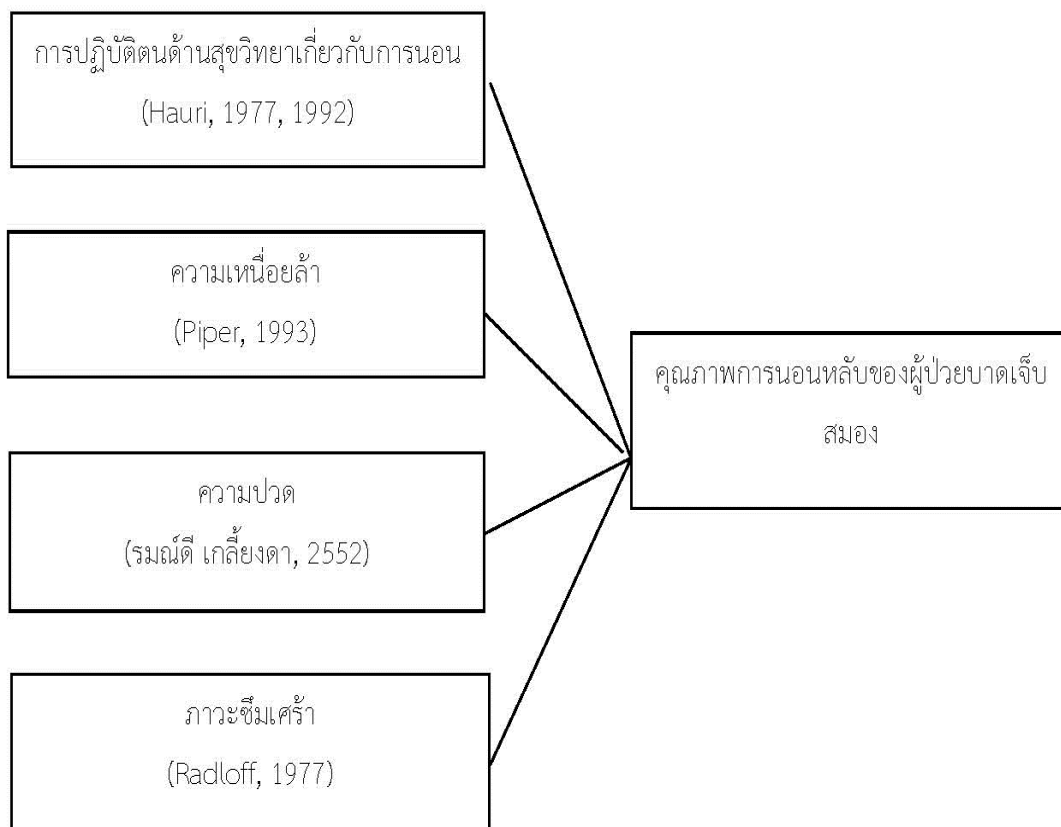 การปฏิบัติตนด้านสุขวิทยาเกี่ยวกับการนอน
(Hauri, 1977, 1992)
ความเหนื่อยล้า
(Piper, 1993)
ความปวด
(รมณ์ดี เกลี้ยงดา, 2552)
ภาวะซึมเศร้า
(Radloff, 1977)
คุณภาพการนอนหลับของผู้ป่วยบาดเจ็บ
สมอง